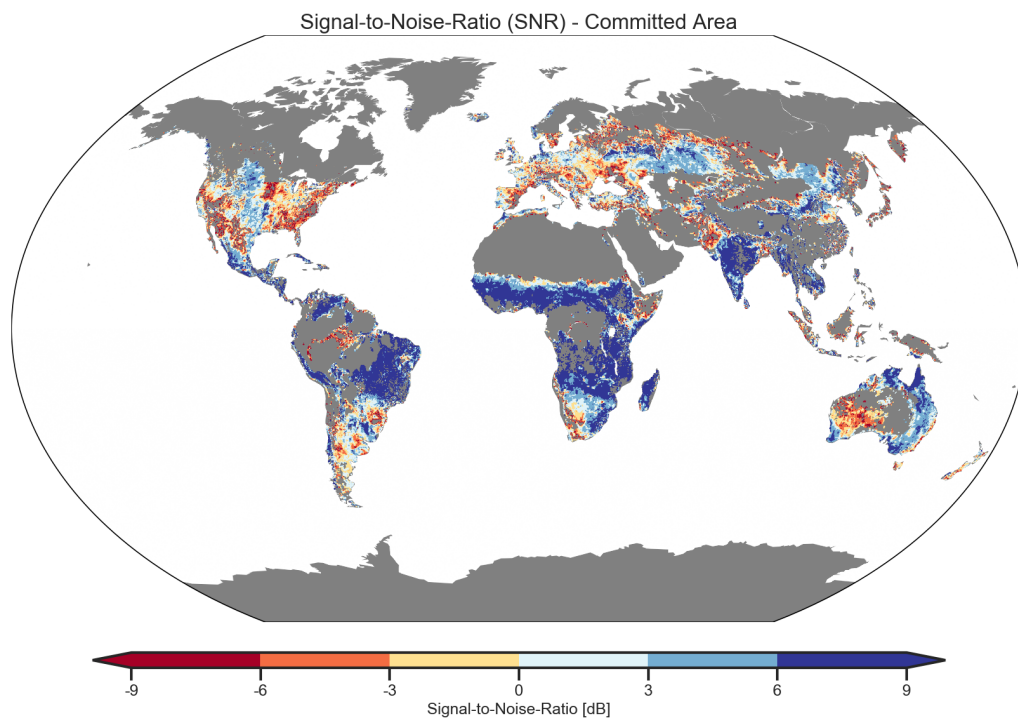 Signal-to-Noise-Ratio (SNR) - Committed Area
-9 -6 -3 0 3 6 9
Signal-to-Noise-Ratio [dB]